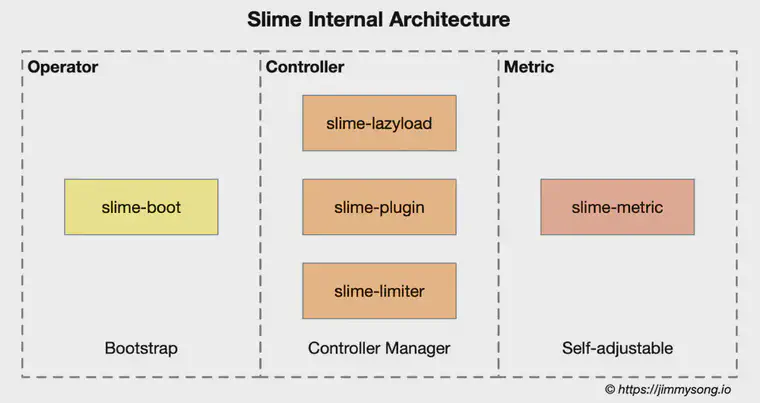 Slime Internal Architecture
Operator
Controller
Metric
slime-lazyload
slime-boot
slime-plugin
slime-metric
slime-limiter
Bootstrap
Controller Manager
Self-adjustable
© https://jimmysong.io